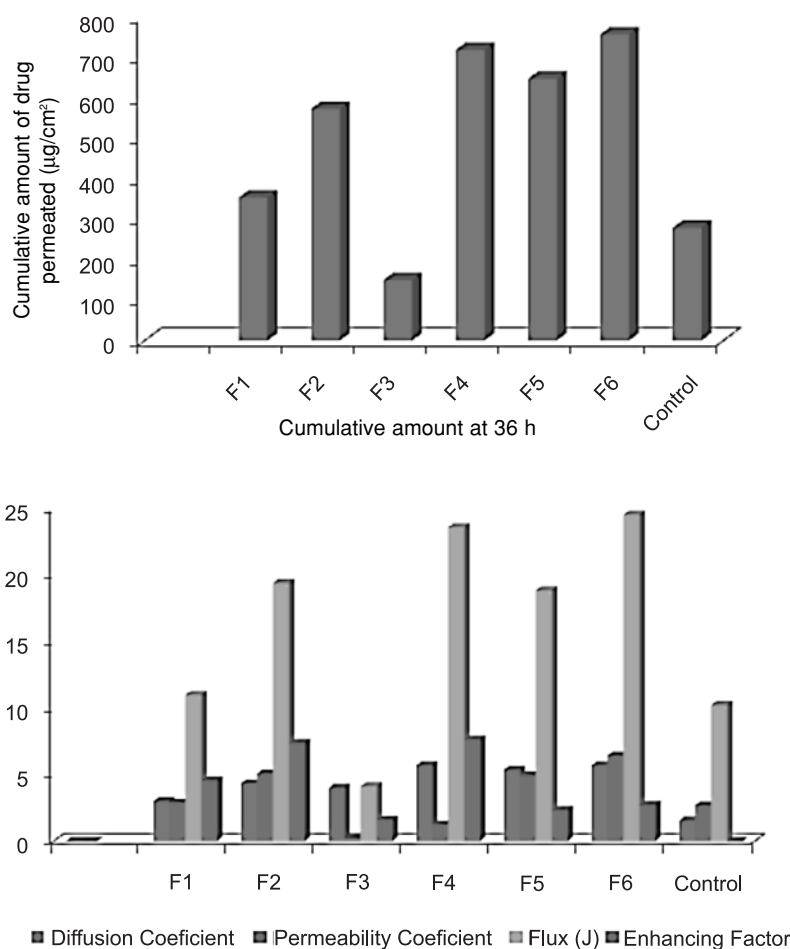 800
700
600
500
400
300
200
100
0
Cumulative amount of drug
permeated (µg/cm²)
F1 F2 F3 F4 F5 F6 Control
Cumulative amount at 36 h
25
20
15
10
5
0
F1 F2 F3 F4 F5 F6 Control
Diffusion Coeficient Permeability Coeficient Flux (J) Enhancing Factor